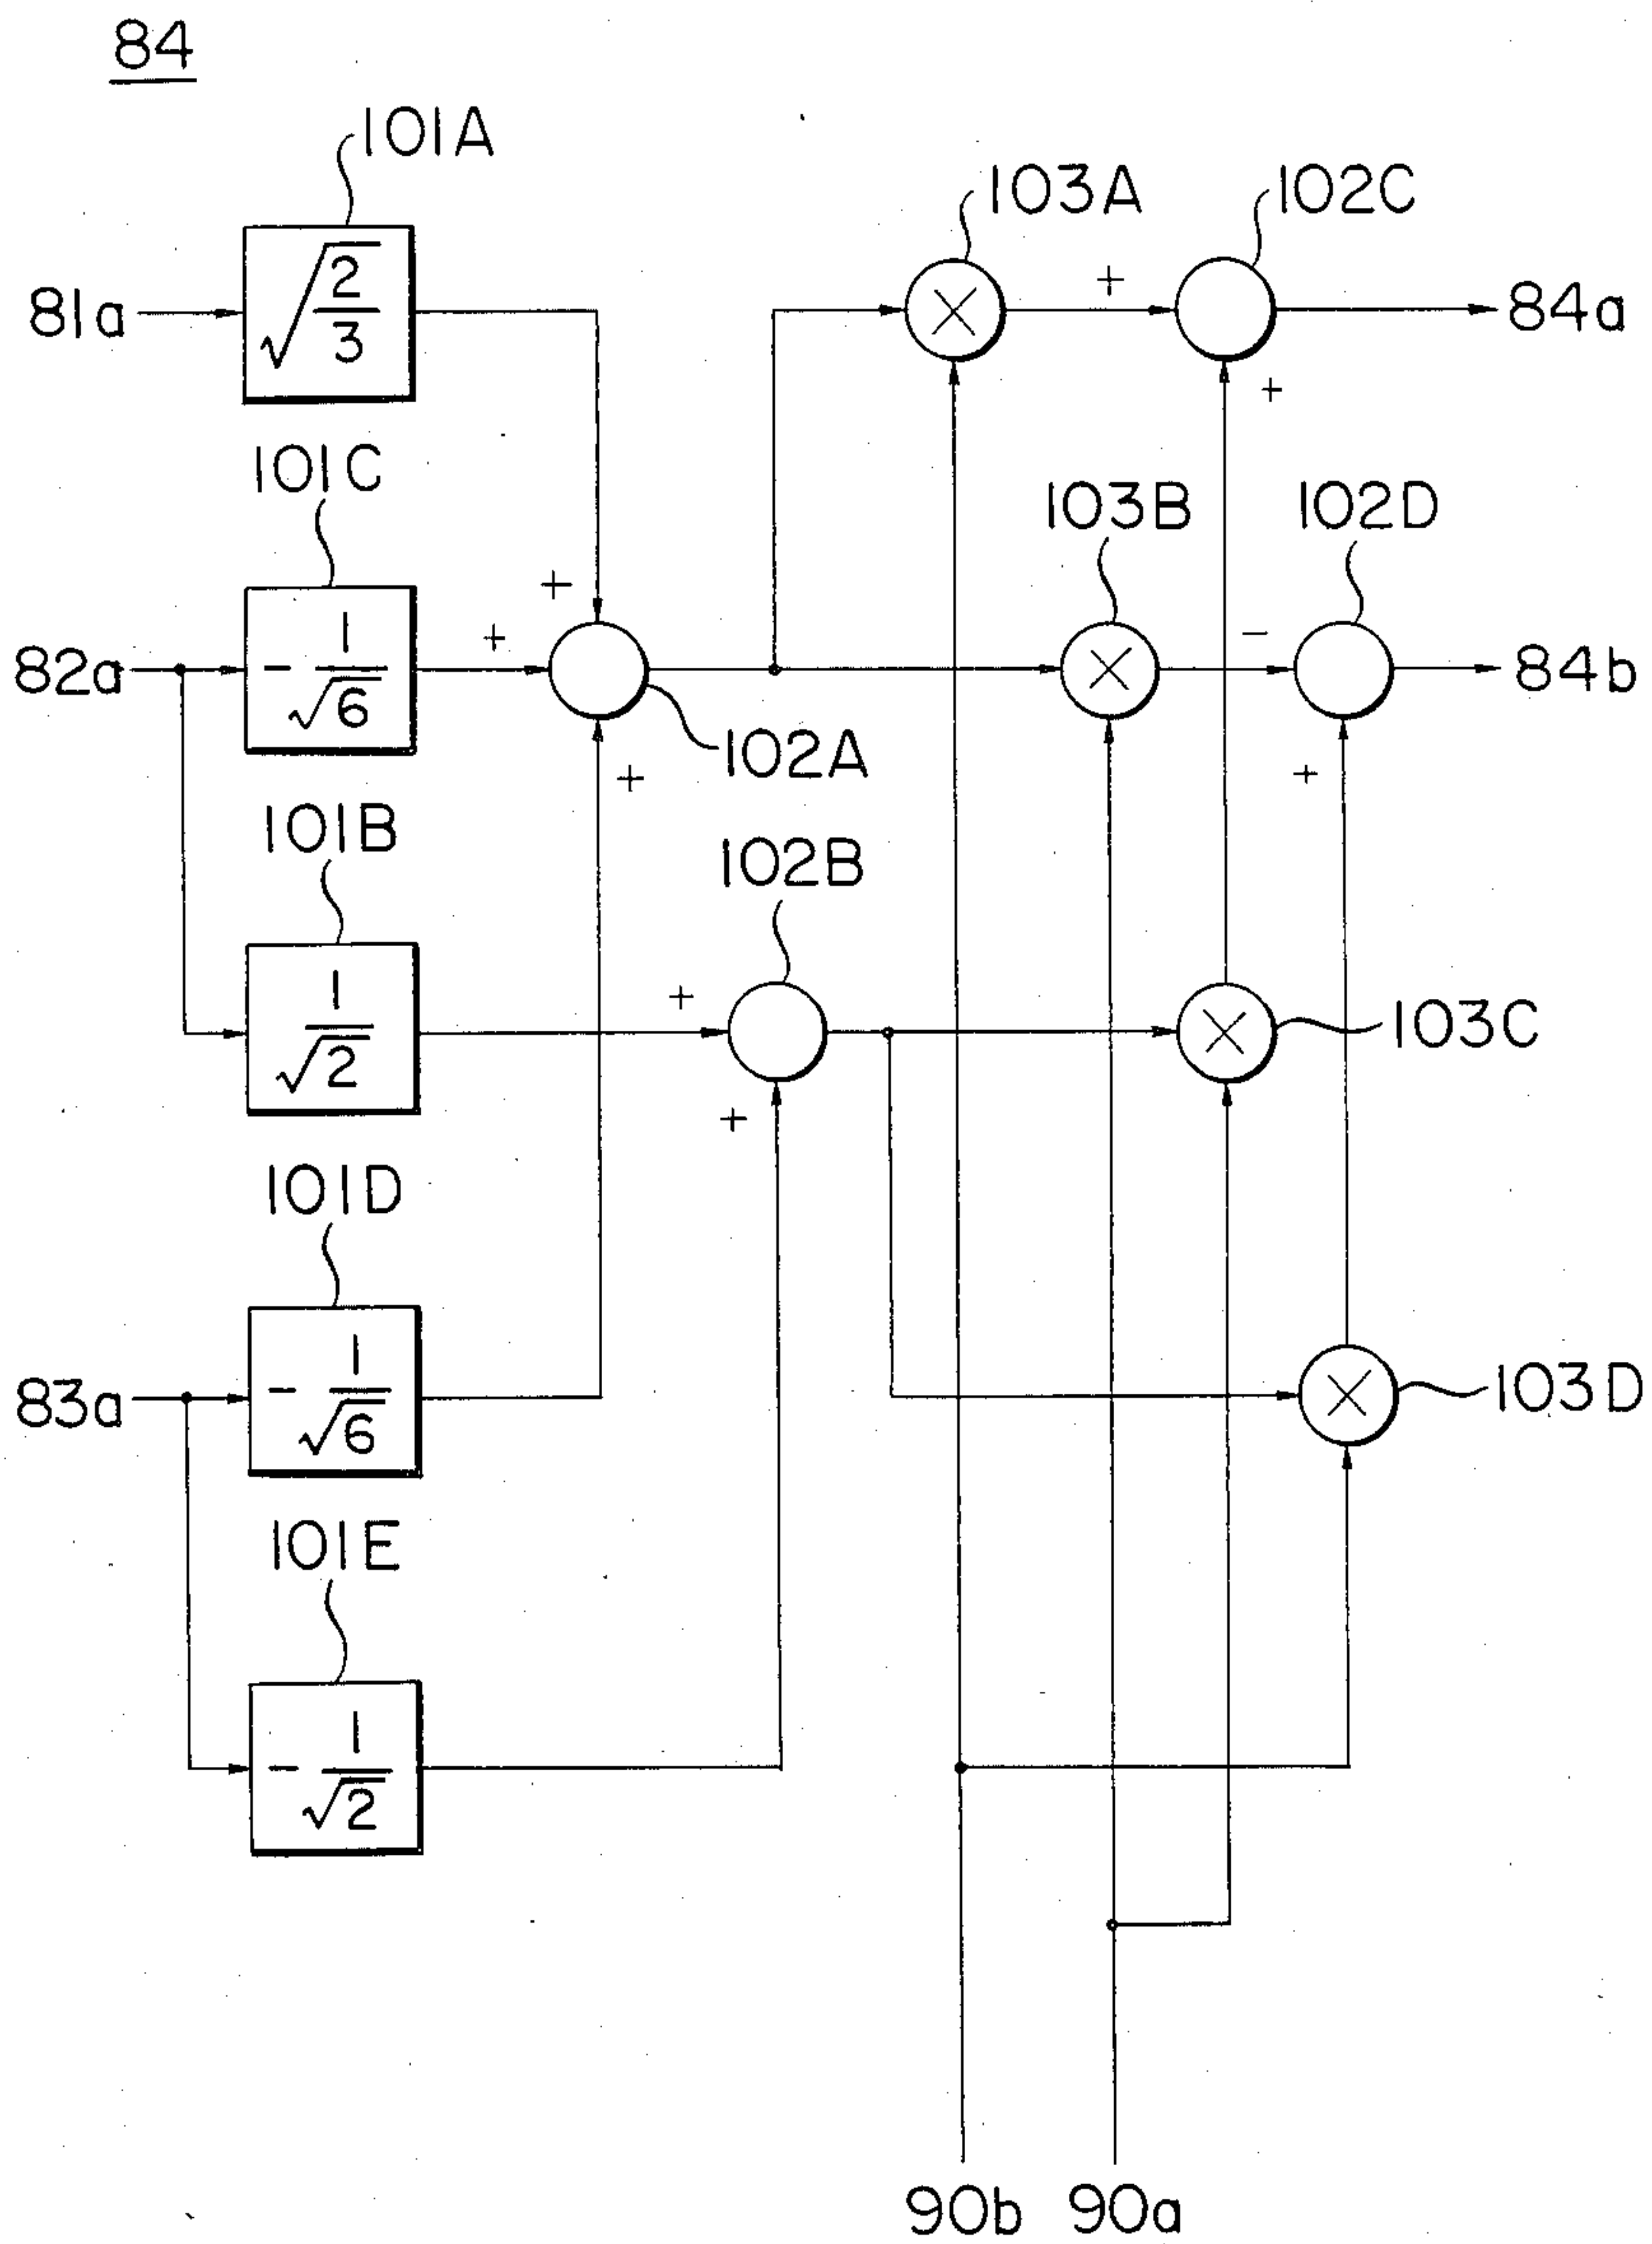 84
101A
103A
102C
81a
√2/3
+
84a
+
101C
103B
102D
+
82a
- 1/√6
+
-
84b
102A
+
+
101B
102B
1/√2
+
103C
+
101D
83a
- 1/√6
103D
101E
- 1/√2
90b
90a